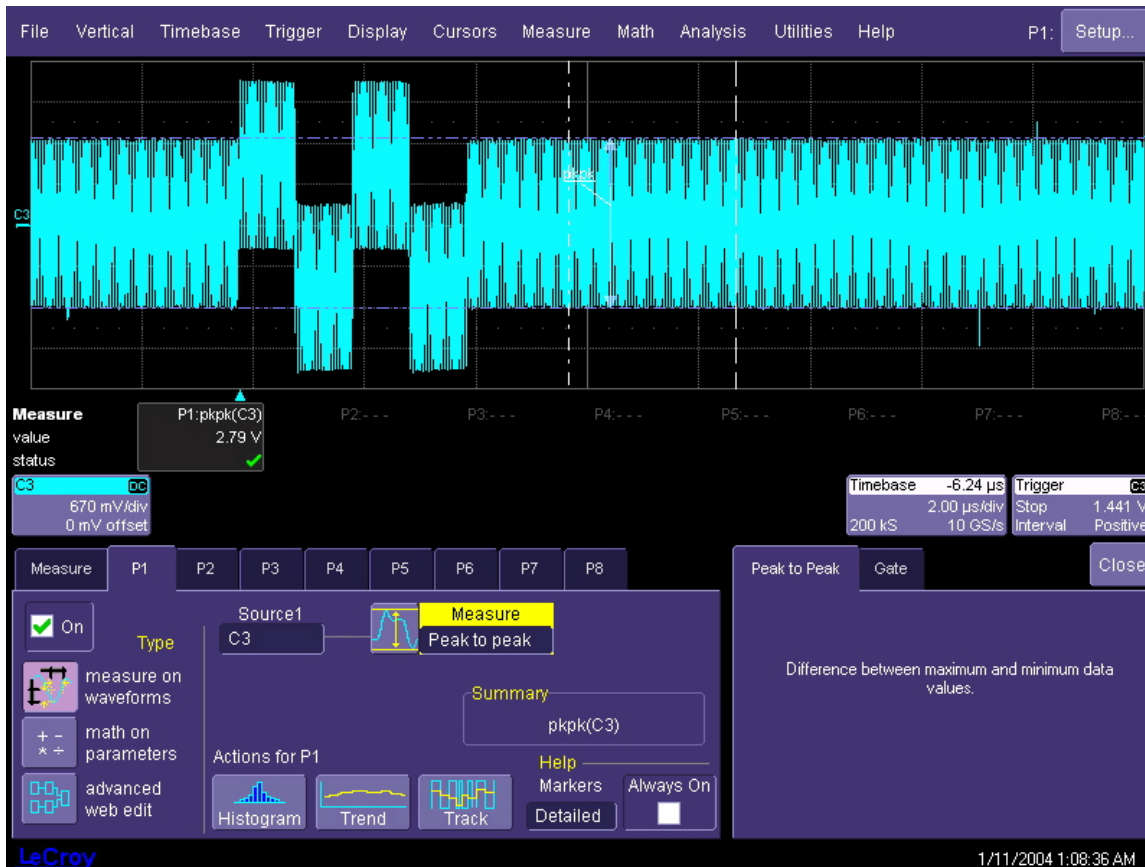 File Vertical Timebase Trigger Display Cursors Measure Math Analysis Utilities Help P1: Setup...
pkpk
C3
Measure P1:pkpk(C3) P2:--- P3:--- P4:--- P5:--- P6:--- P7:--- P8:--
value 2.79 V
status
C3 DC
670 mV/div
0 mV offset
Timebase -6.24 µs
2.00 µs/div
200 kS 10 GS/s
Trigger C3
Stop 1.441 V
Interval Positive
Measure P1 P2 P3 P4 P5 P6 P7 P8
On
Type
measure on
waveforms
math on
parameters
advanced
web edit
Source1
C3
Measure
Peak to peak
Summary
pkpk(C3)
Actions for P1
Histogram Trend Track
Help
Markers Always On
Detailed
Peak to Peak Gate Close
Difference between maximum and minimum data
values.
LeCroy
1/11/2004 1:08:36 AM